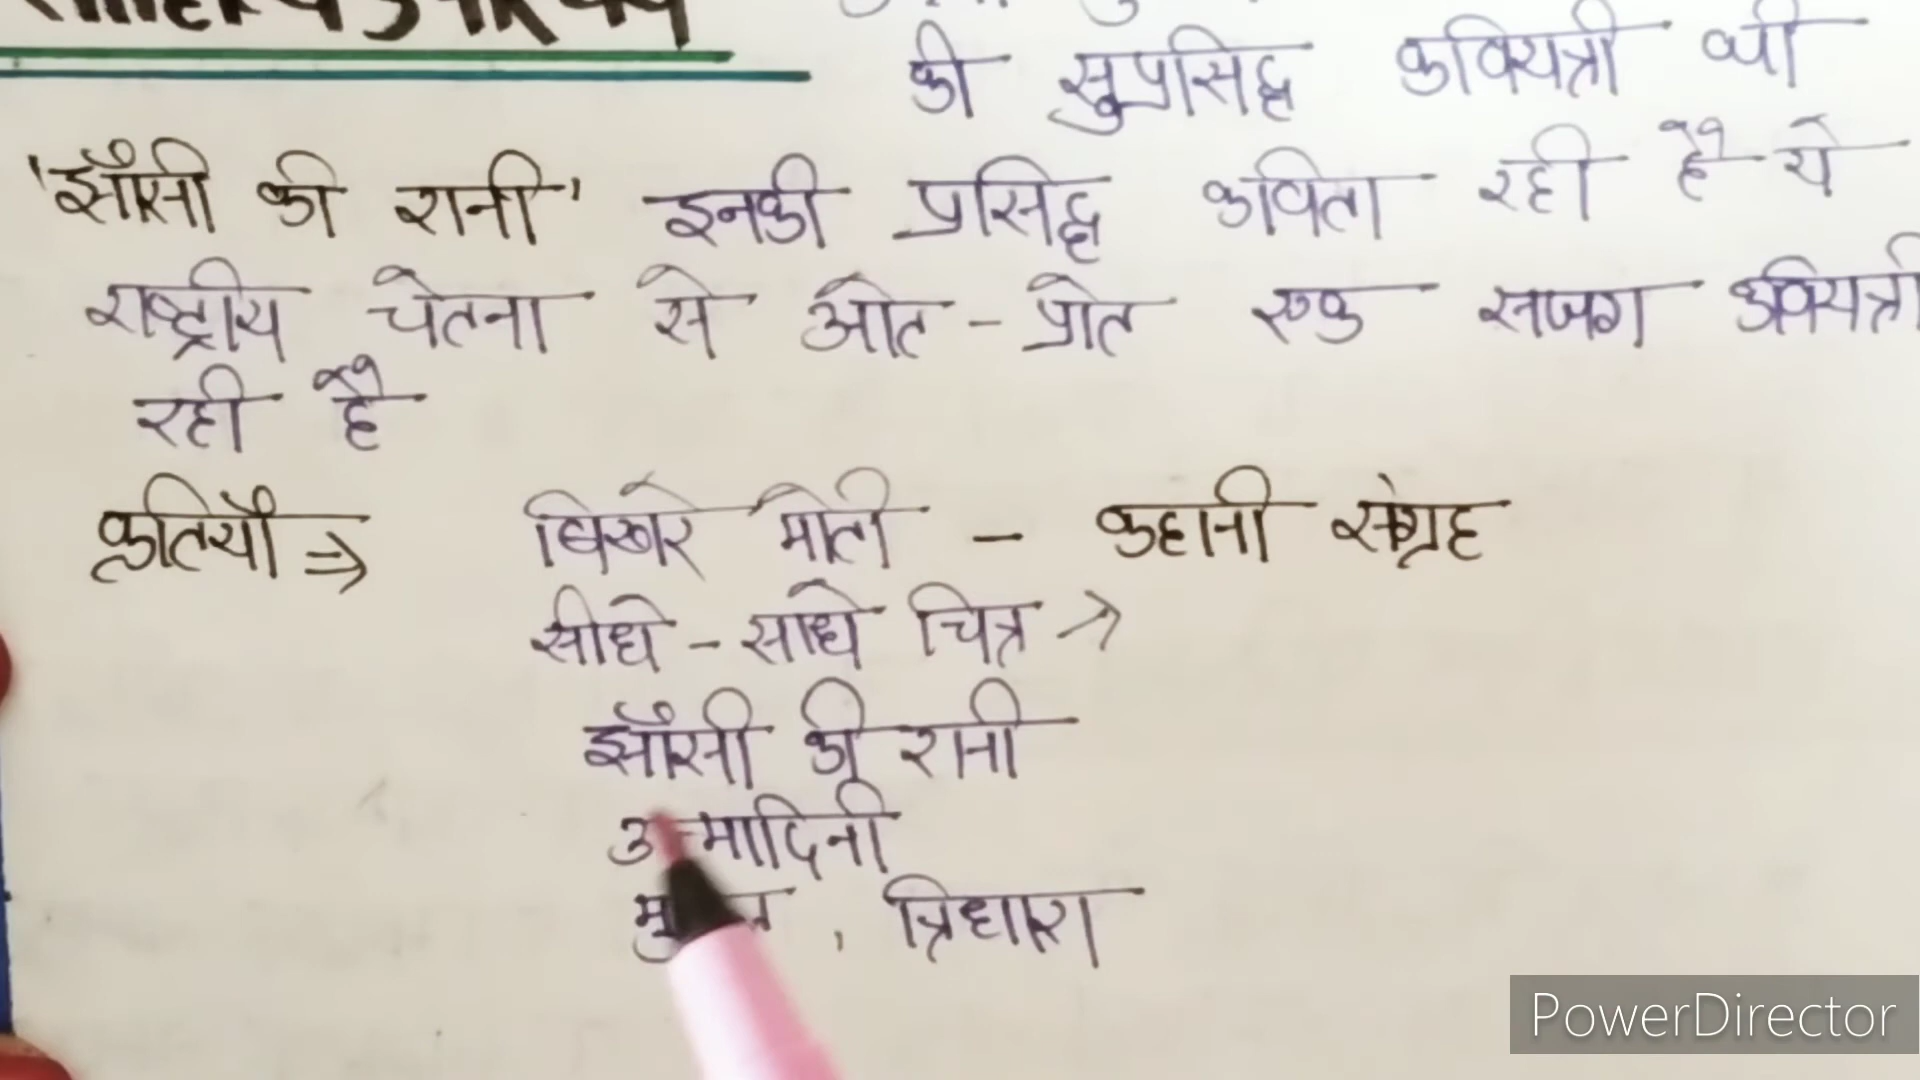 की सुप्रसिद्ध कवियत्री थी
'झाँसी की रानी' इनकी प्रसिद्ध कविता रही है ये
राष्ट्रीय चेतना से ओत - प्रोत एक सजग कवियत्री
रही है
कृतियाँ ⇒ बिखरे मोती - कहानी संग्रह
सीधे - साधे चित्र →
झाँसी की रानी
उन्मादिनी
, त्रिधारा
PowerDirector